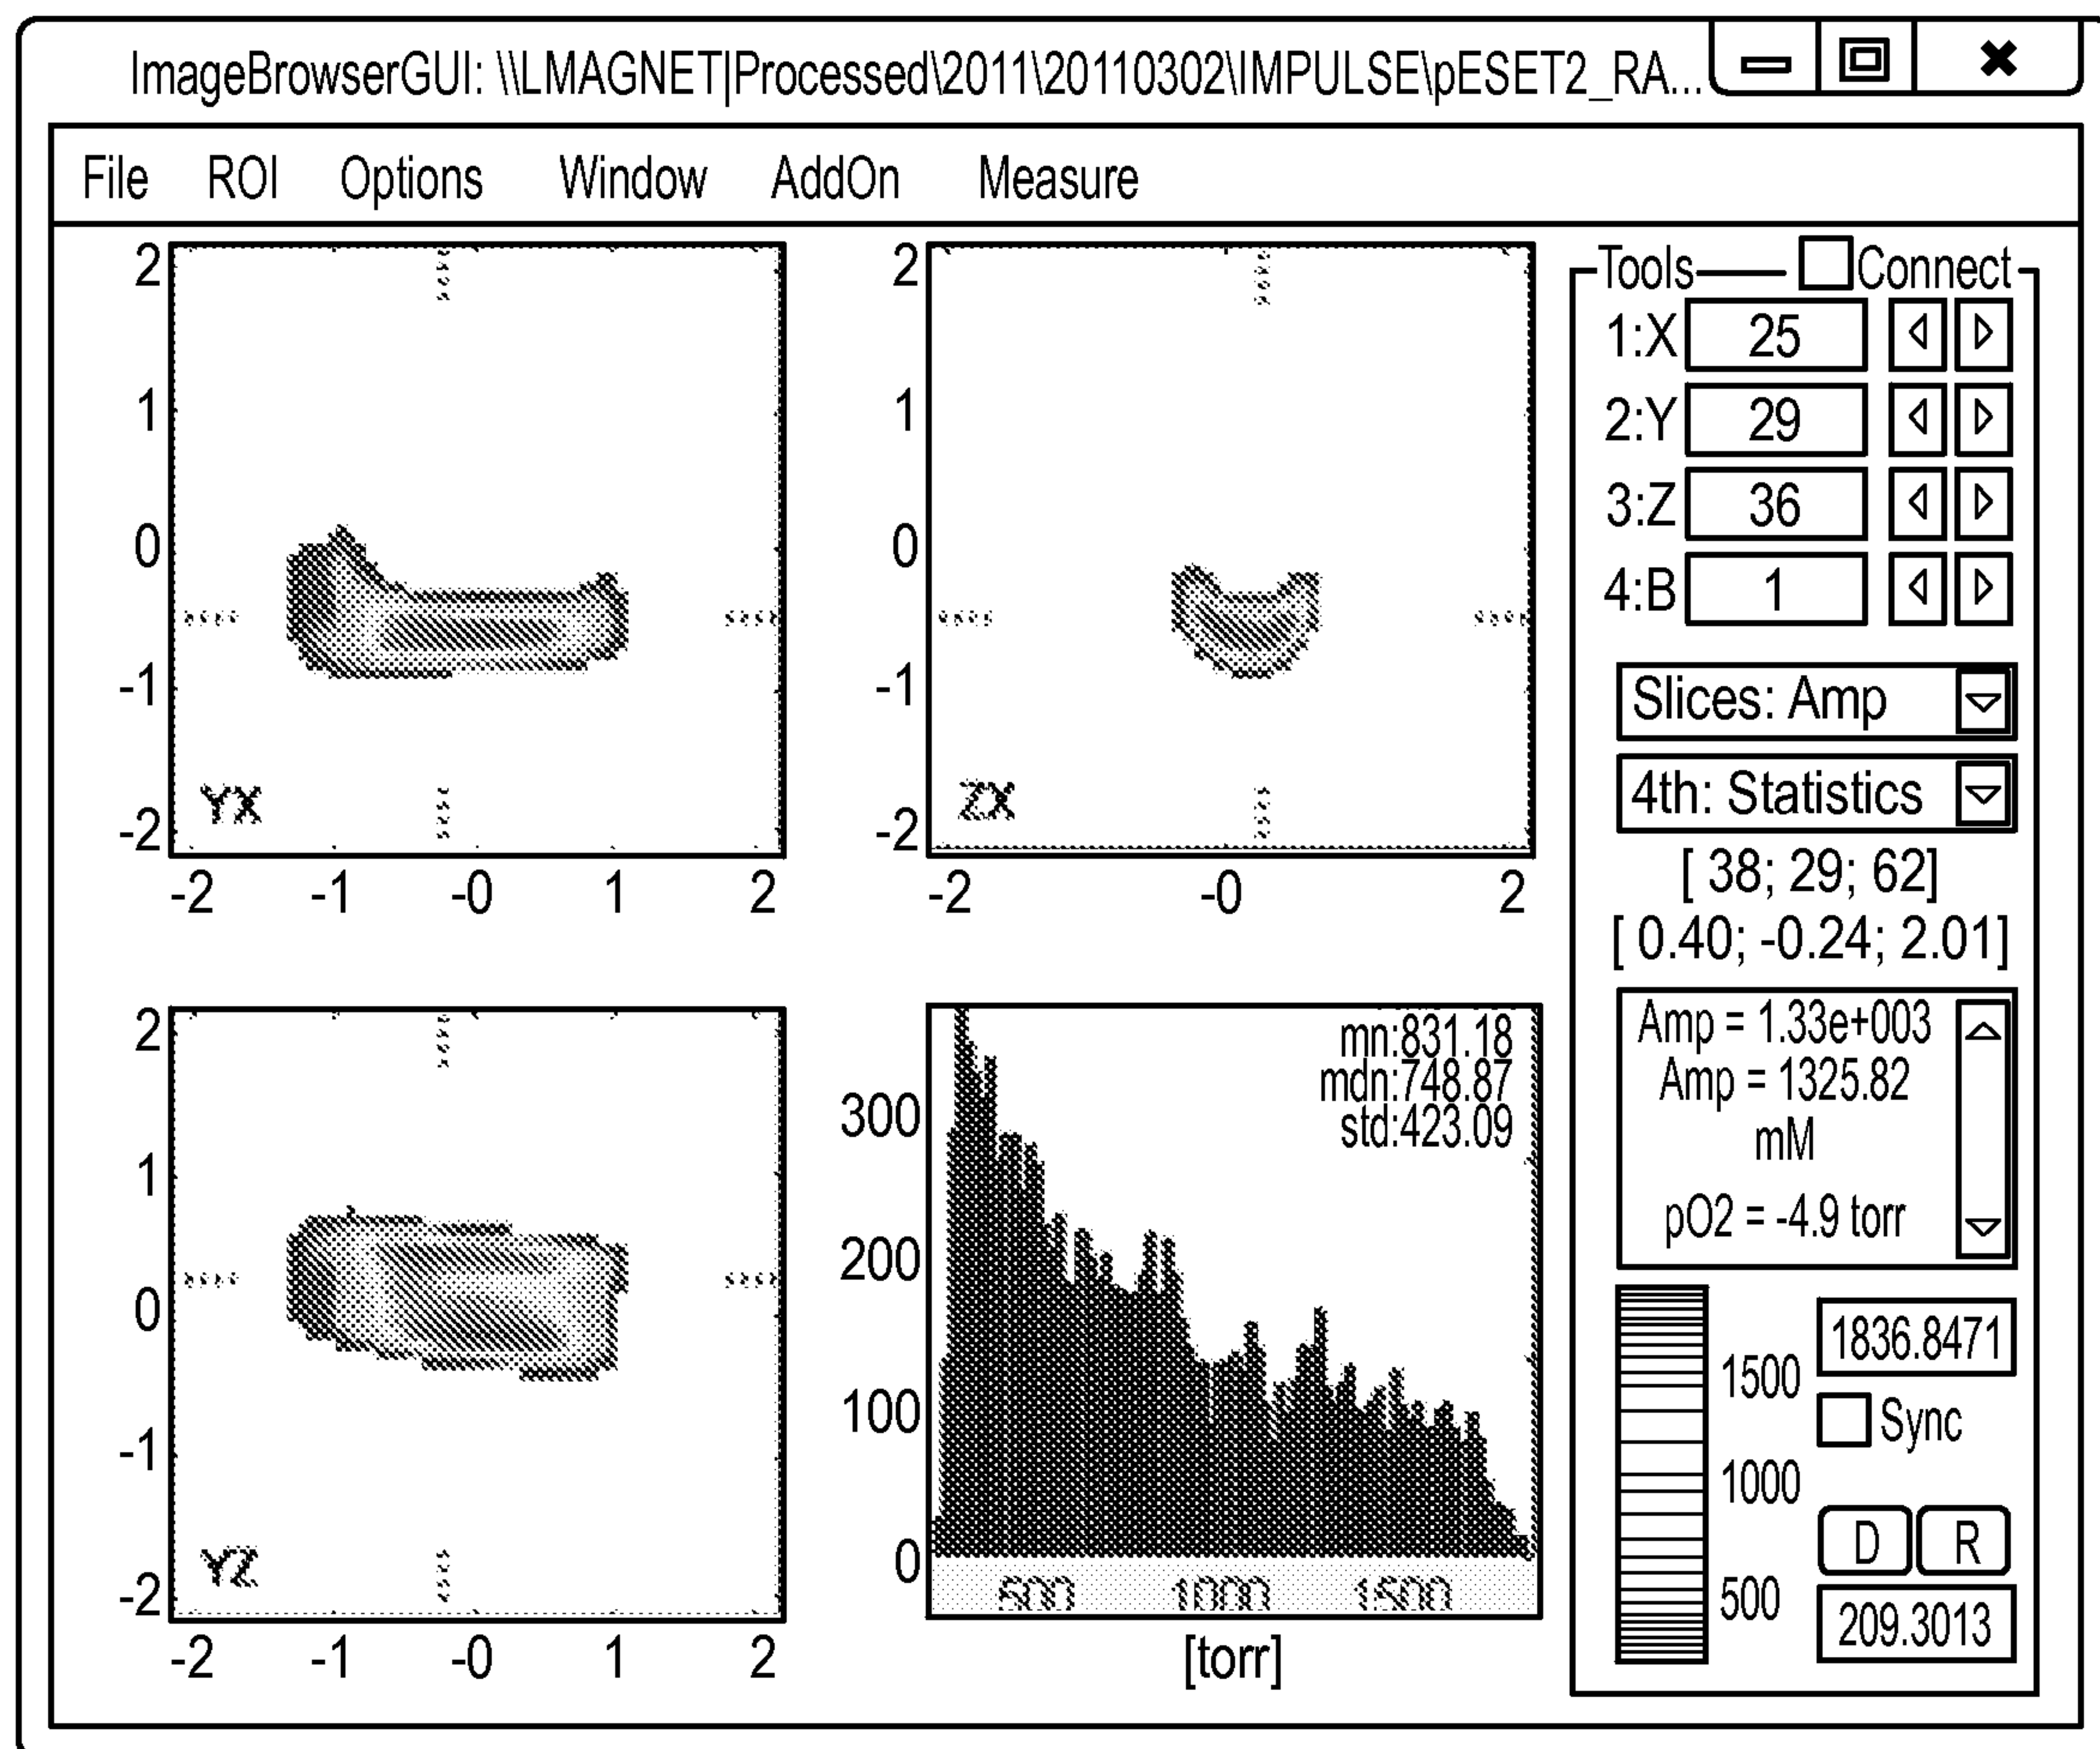 ImageBrowserGUI: \\LMAGNET|Processed\2011\20110302\IMPULSE\pESET2_RA...
File ROI Options Window AddOn Measure
2
1
0
-1
-2
YX
-2 -1 -0 1 2
2
1
0
-1
-2
ZX
-2 -0 2
2
1
0
-1
-2
YZ
-2 -1 -0 1 2
mn:831.18
mdn:748.87
std:423.09
300
200
100
0
500 1000 1500
[torr]
Tools Connect
1:X 25
2:Y 29
3:Z 36
4:B 1
Slices: Amp
4th: Statistics
[ 38; 29; 62]
[ 0.40; -0.24; 2.01]
Amp = 1.33e+003
Amp = 1325.82
mM
pO2 = -4.9 torr
1500
1000
500
1836.8471
Sync
D R
209.3013